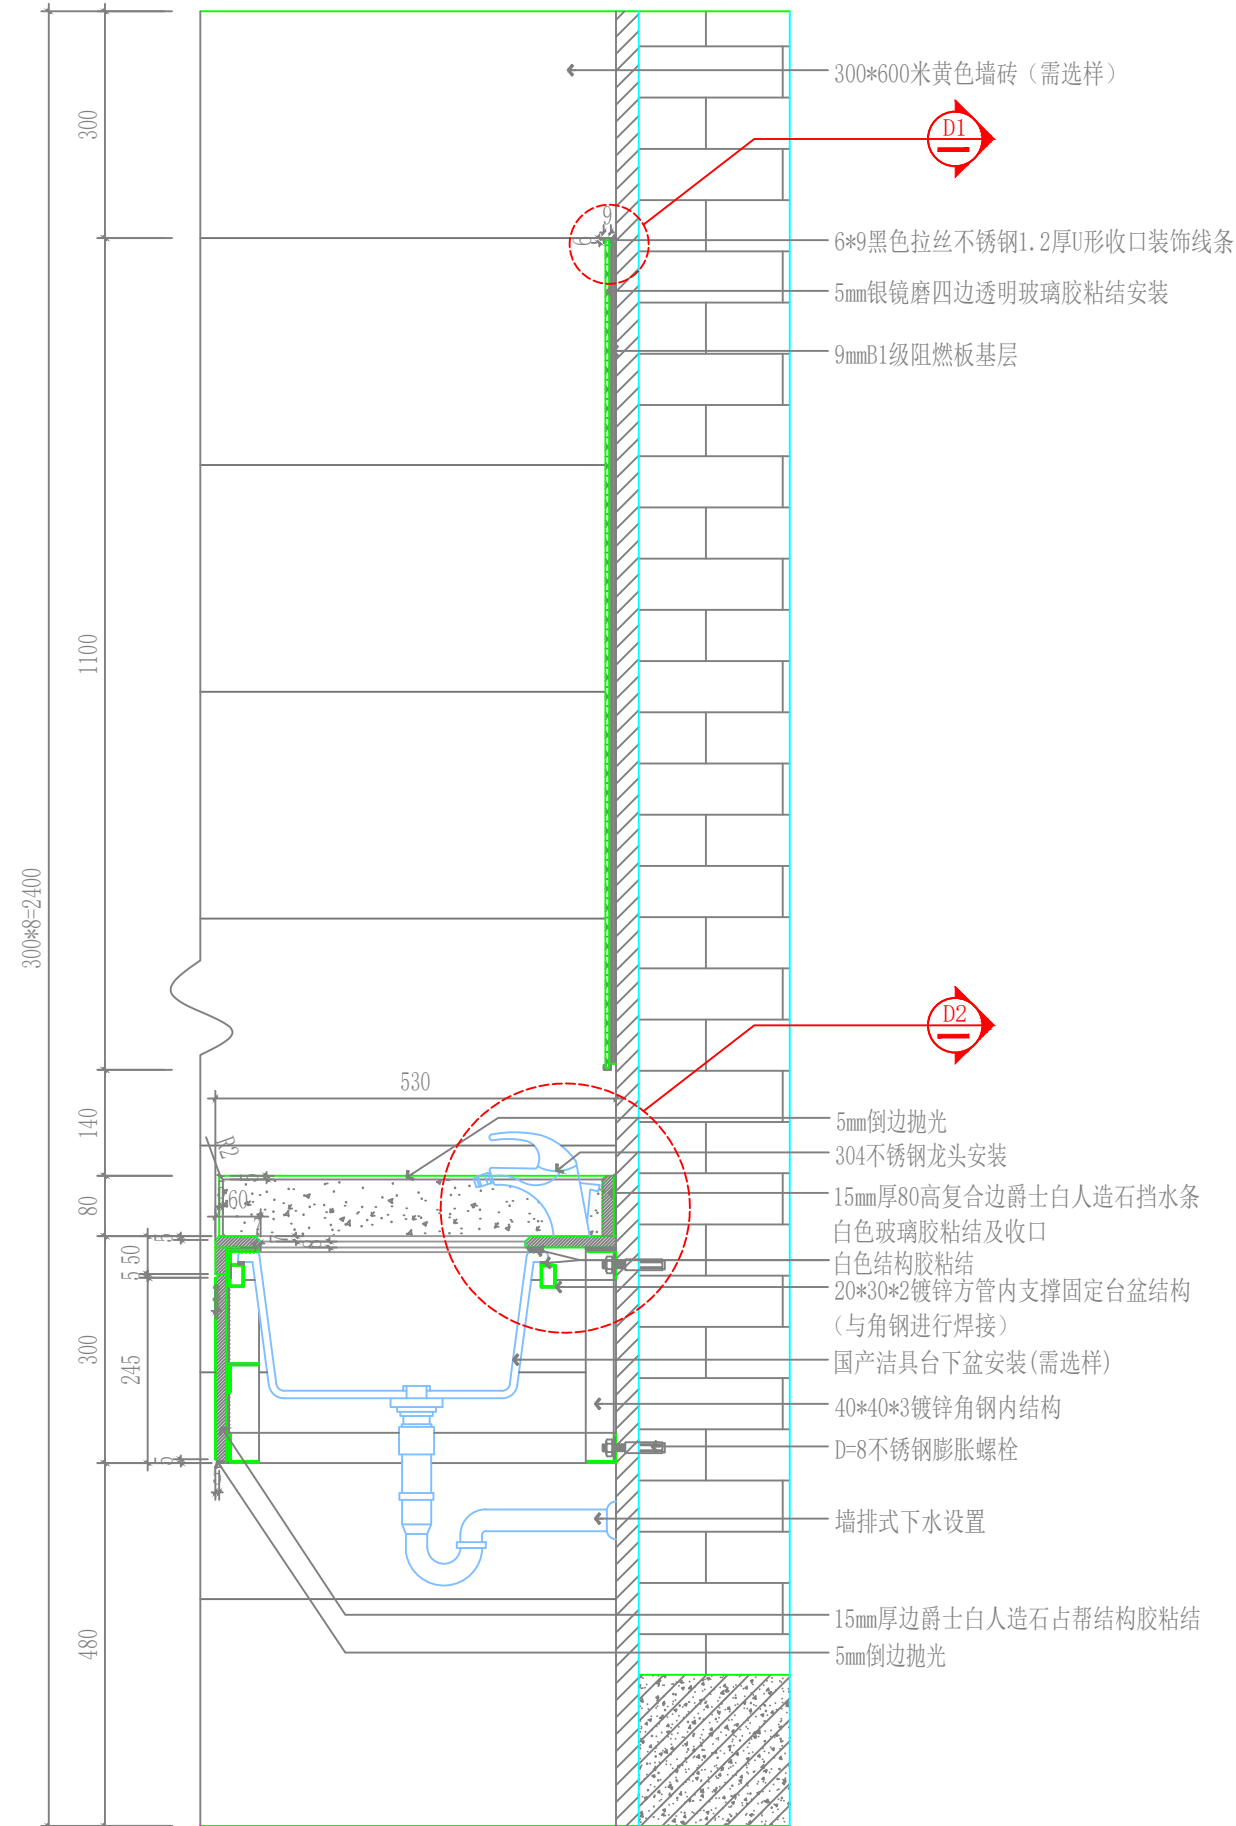 300*600米黄色墙砖（需选样）
D1
300
9
6*9黑色拉丝不锈钢1.2厚U形收口装饰线条
5mm银镜磨四边透明玻璃胶粘结安装
9mmB1级阻燃板基层
1100
300*8=2400
D2
530
140
5mm倒边抛光
R2
304不锈钢龙头安装
80
60
15mm厚80高复合边爵士白人造石挡水条
白色玻璃胶粘结及收口
5
50
白色结构胶粘结
5
20*30*2镀锌方管内支撑固定台盆结构
（与角钢进行焊接）
300
245
国产洁具台下盆安装(需选样)
40*40*3镀锌角钢内结构
D=8不锈钢膨胀螺栓
5
墙排式下水设置
480
15mm厚边爵士白人造石占帮结构胶粘结
5mm倒边抛光